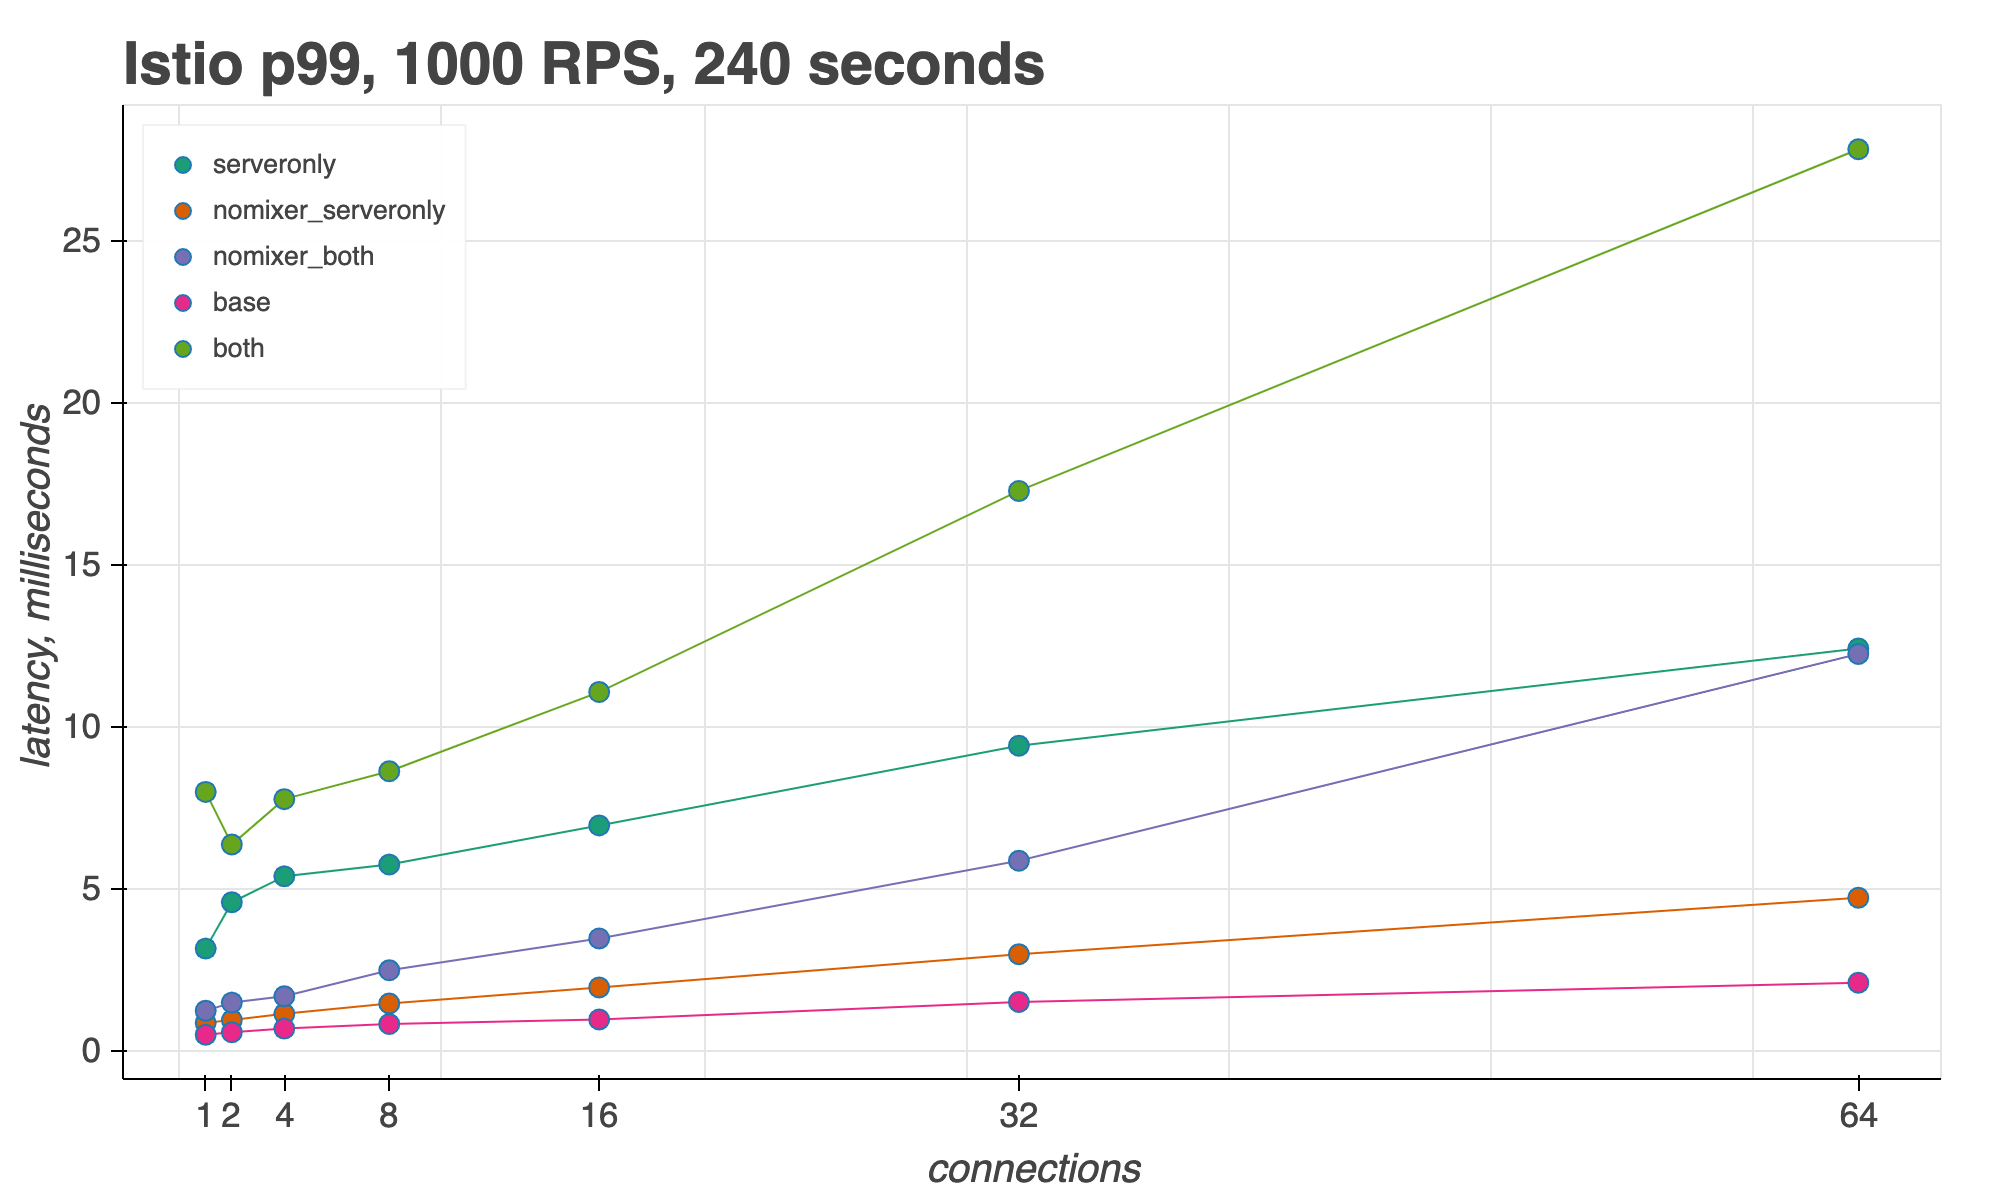 Istio p99, 1000 RPS, 240 seconds
serveronly
nomixer_serveronly
nomixer_both
base
both
latency, milliseconds
25
20
15
10
5
0
1 2 4 8 16 32 64
connections